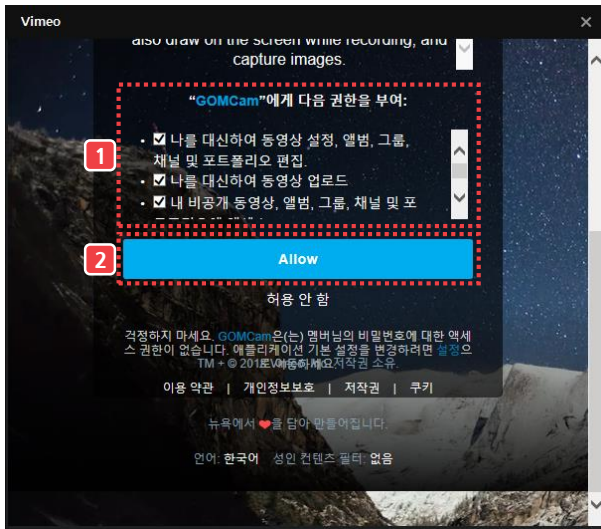 Vimeo
also draw on the screen while recording, and
capture images.
“GOMCam”에게 다음 권한을 부여:
1
• 나를 대신하여 동영상 설정, 앨범, 그룹,
채널 및 포트폴리오 편집.
• 나를 대신하여 동영상 업로드
• 내 비공개 동영상, 앨범, 그룹, 채널 및 포
2
Allow
허용 안 함
걱정하지 마세요. GOMCam은(는) 멤버님의 비밀번호에 대한 액세
스 권한이 없습니다. 애플리케이션 기본 설정을 변경하려면 설정으
TM + © 저작권 소유.
이용 약관 | 개인정보보호 | 저작권 | 쿠키
뉴욕에서 ❤을 담아 만들어집니다.
언어: 한국어 성인 컨텐츠 필터: 없음